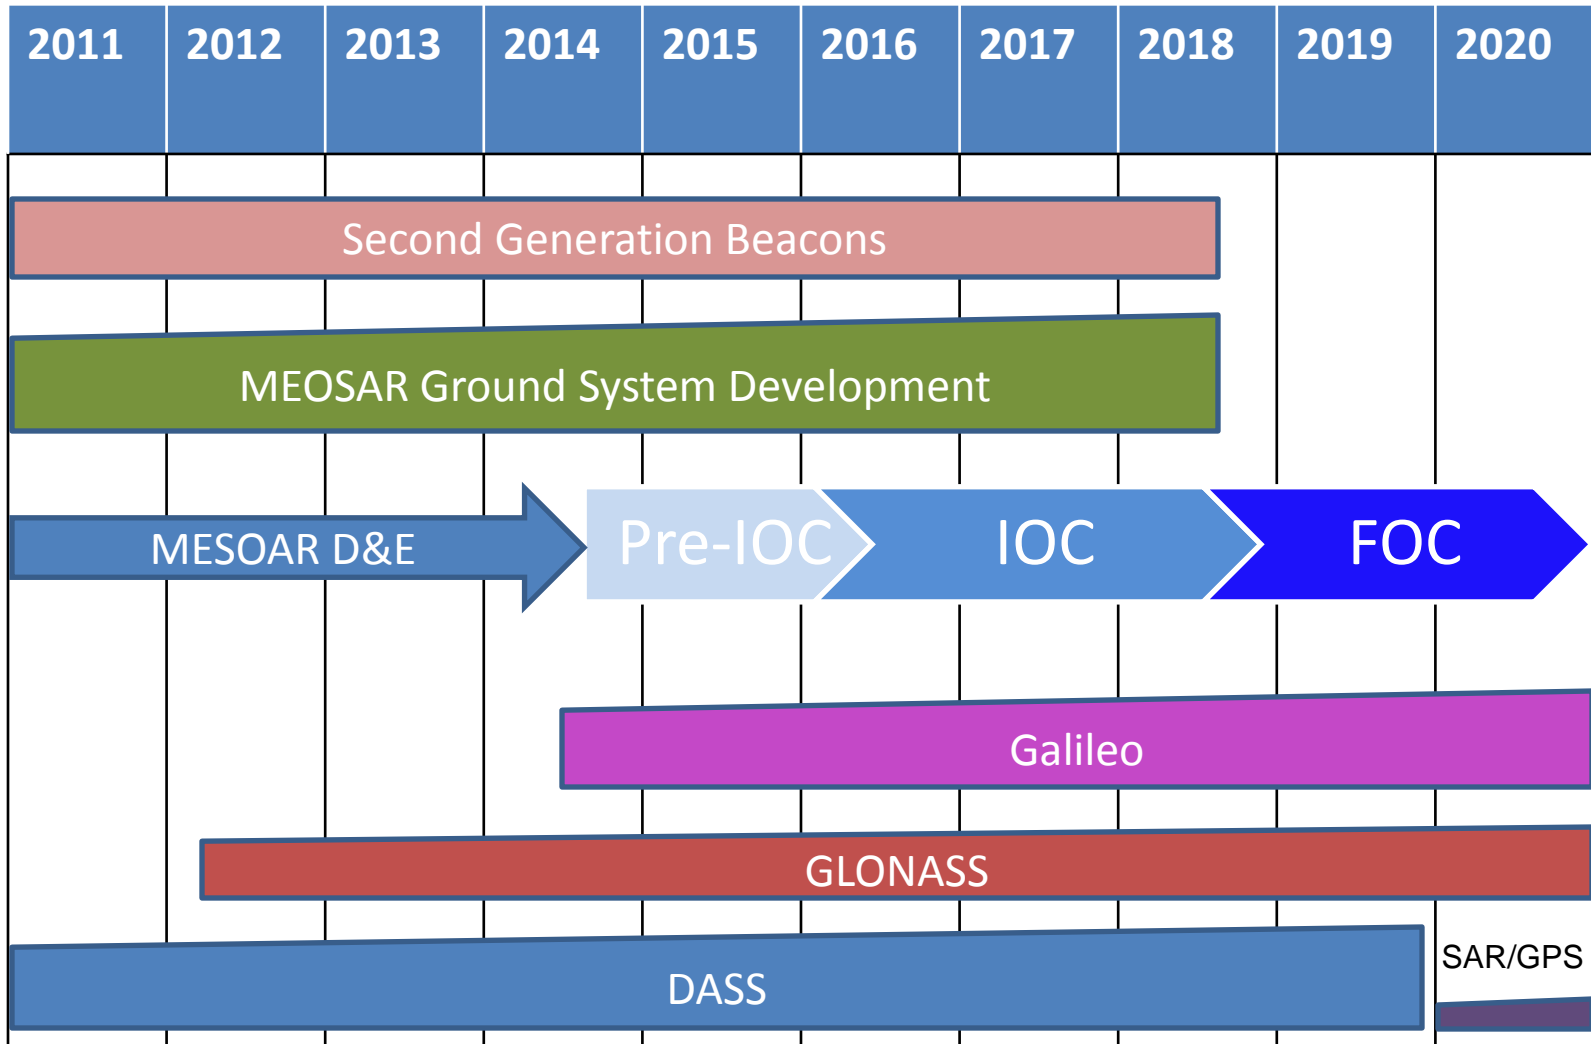 2011 2012 2013 2014 2015 2016 2017 2018 2019 2020
Second Generation Beacons
MEOSAR Ground System Development
MESOAR D&E Pre-IOC IOC FOC
Galileo
GLONASS
SAR/GPS
DASS